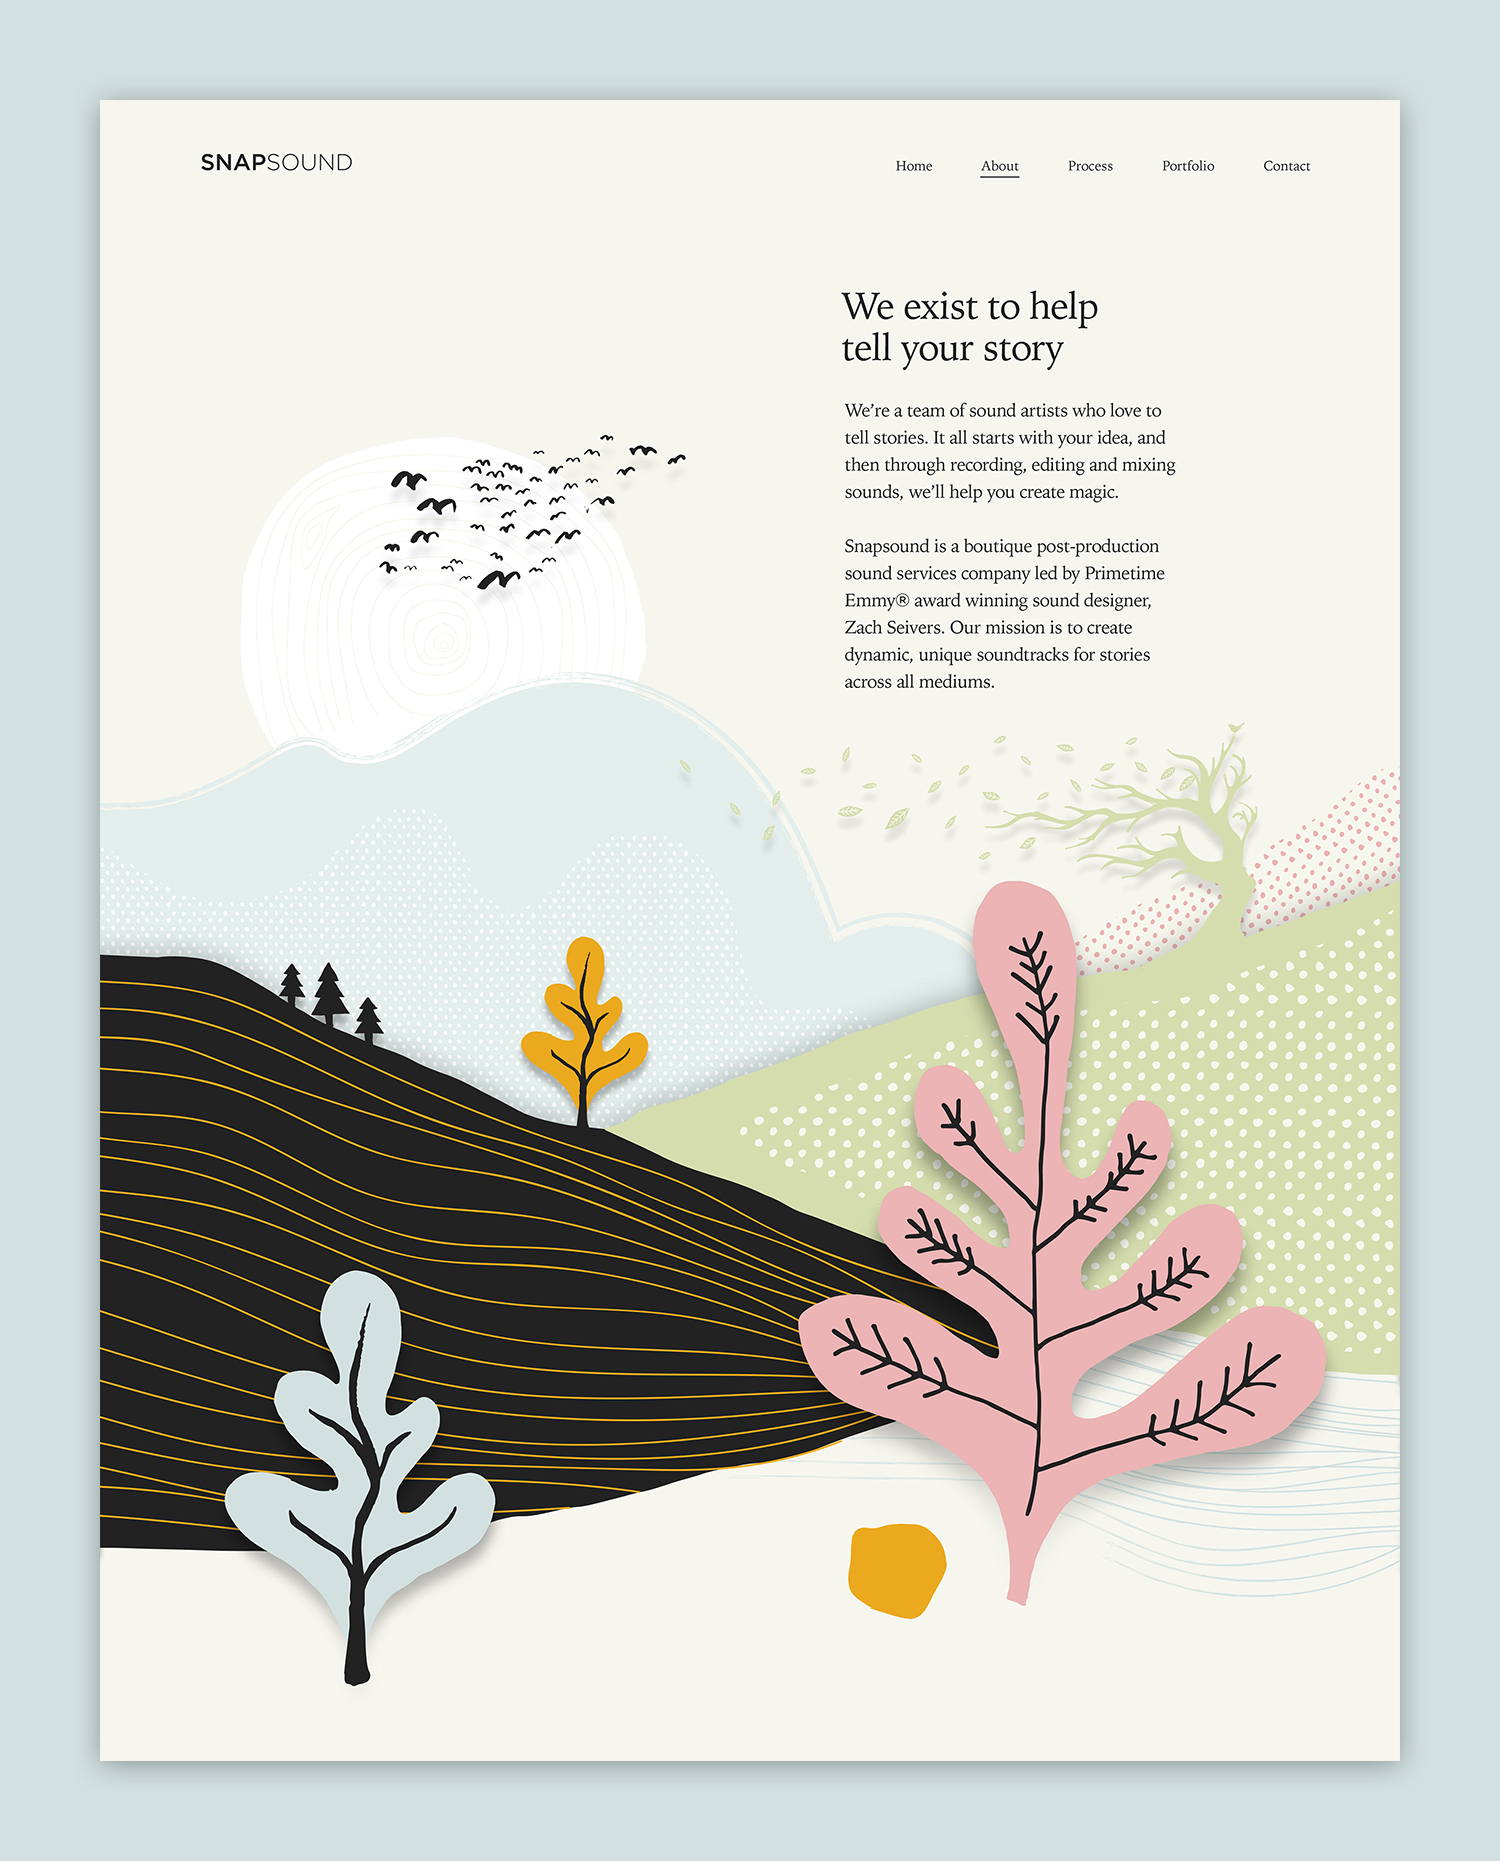 SNAPSOUND
Home About Process Portfolio Contact
We exist to help
tell your story
We’re a team of sound artists who love to
tell stories. It all starts with your idea, and
then through recording, editing and mixing
sounds, we’ll help you create magic.
Snapsound is a boutique post-production
sound services company led by Primetime
Emmy® award winning sound designer,
Zach Seivers. Our mission is to create
dynamic, unique soundtracks for stories
across all mediums.